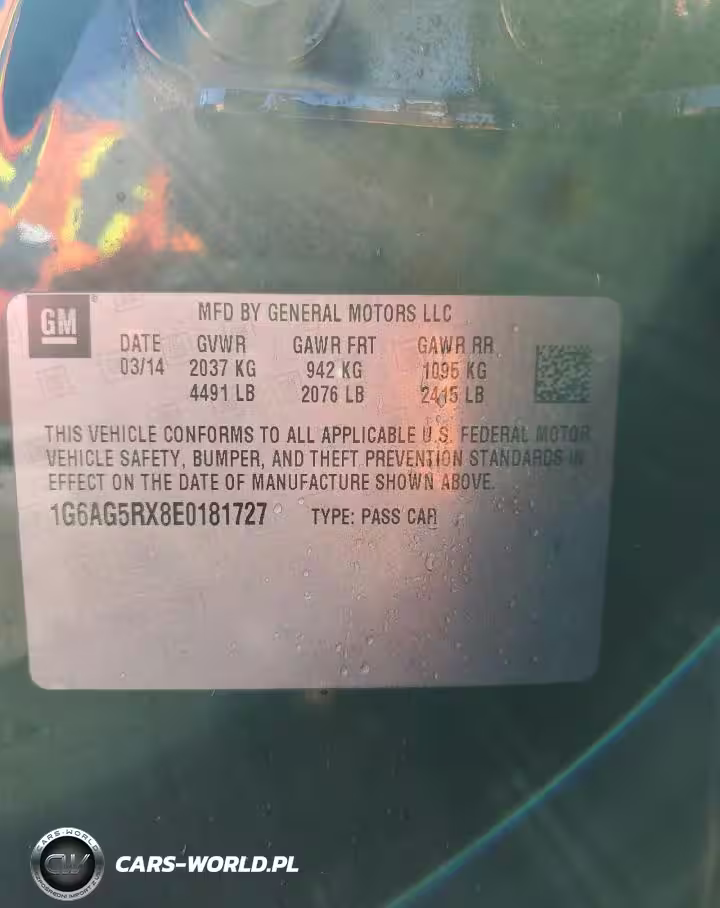 GM
MFD BY GENERAL MOTORS LLC
DATE GVWR GAWR FRT GAWR RR
03/14 2037 KG 942 KG 1095 KG
4491 LB 2076 LB 2415 LB
THIS VEHICLE CONFORMS TO ALL APPLICABLE U.S. FEDERAL MOTOR
VEHICLE SAFETY, BUMPER, AND THEFT PREVENTION STANDARDS IN
EFFECT ON THE DATE OF MANUFACTURE SHOWN ABOVE.
1G6AG5RX8E0181727 TYPE: PASS CAR
CARS-WORLD
CW
CARS-WORLD.PL